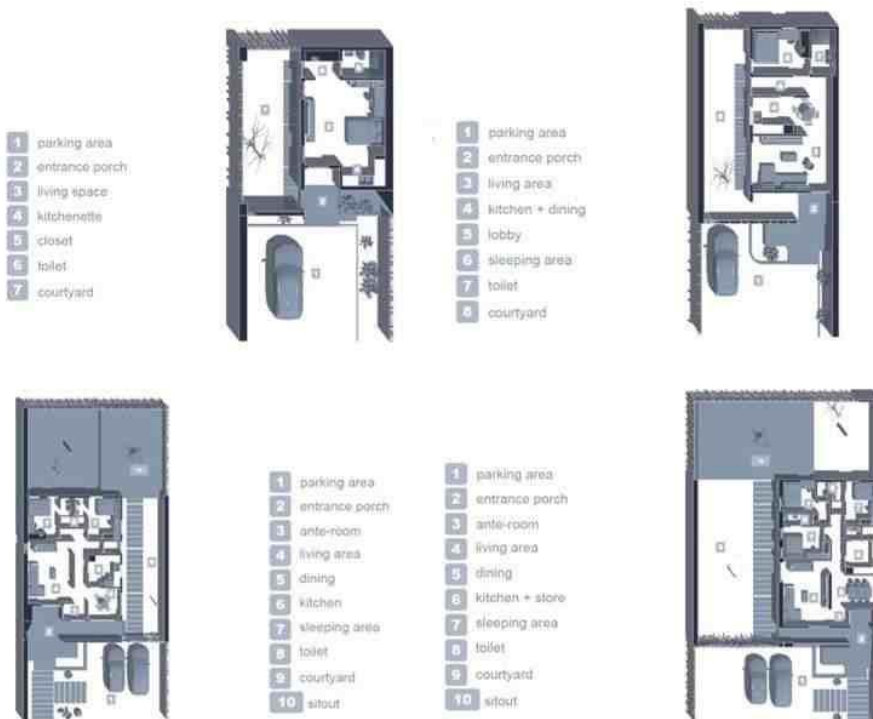 1 parking area
2 entrance porch
3 living space
4 kitchenette
5 closet
6 toilet
7 courtyard
1 parking area
2 entrance porch
3 living area
4 kitchen + dining
5 lobby
6 sleeping area
7 toilet
8 courtyard
1 parking area
2 entrance porch
3 ante-room
4 living area
5 dining
6 kitchen
7 sleeping area
8 toilet
9 courtyard
10 sitout
1 parking area
2 entrance porch
3 ante-room
4 living area
5 dining
6 kitchen + store
7 sleeping area
8 toilet
9 courtyard
10 sitout